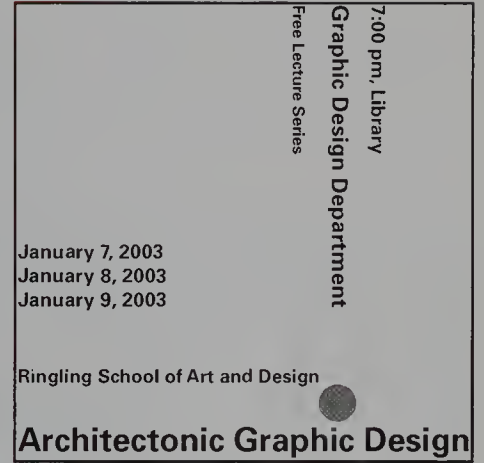 7:00 pm, Library
Graphic Design Department
Free Lecture Series
January 7, 2003
January 8, 2003
January 9, 2003
Ringling School of Art and Design
Architectonic Graphic Design